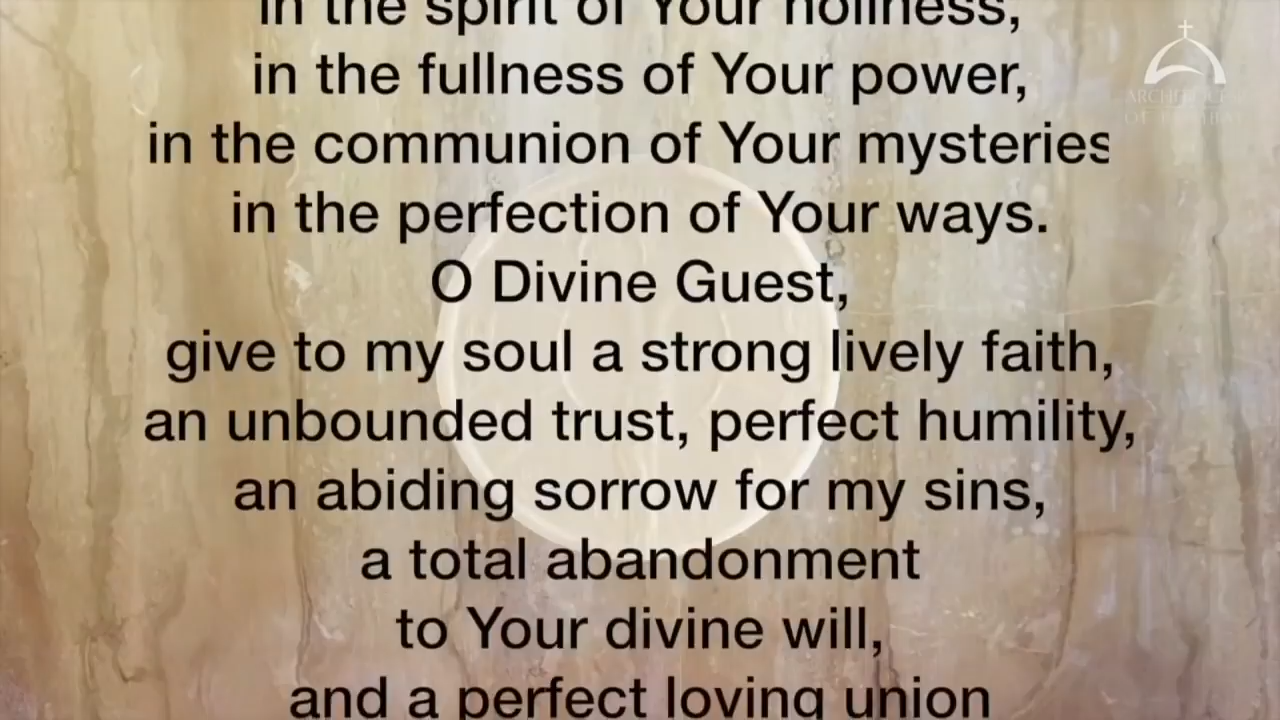 in the spirit of Your holiness,
in the fullness of Your power,
in the communion of Your mysteries
in the perfection of Your ways.
O Divine Guest,
give to my soul a strong lively faith,
an unbounded trust, perfect humility,
an abiding sorrow for my sins,
a total abandonment
to Your divine will,
and a perfect loving union